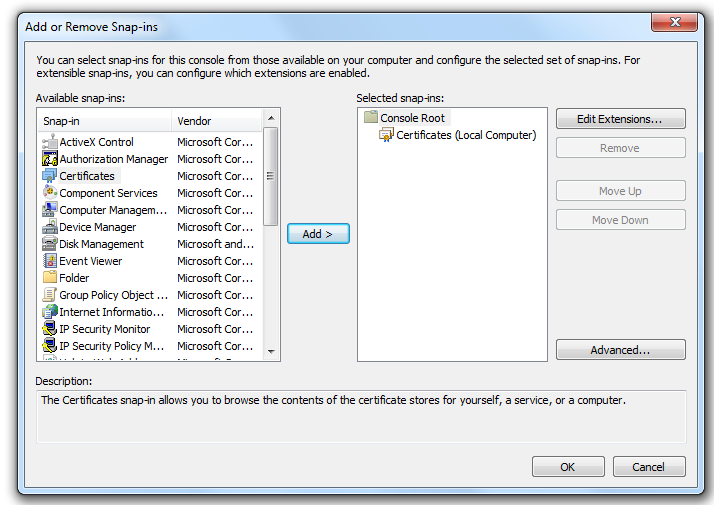 Add or Remove Snap-ins
You can select snap-ins for this console from those available on your computer and configure the selected set of snap-ins. For
extensible snap-ins, you can configure which extensions are enabled.
Available snap-ins:
Snap-in Vendor
ActiveX Control Microsoft Cor...
Authorization Manager Microsoft Cor...
Certificates Microsoft Cor...
Component Services Microsoft Cor...
Computer Managem... Microsoft Cor...
Device Manager Microsoft Cor...
Disk Management Microsoft and...
Event Viewer Microsoft Cor...
Folder Microsoft Cor...
Group Policy Object ... Microsoft Cor...
Internet Informatio... Microsoft Cor...
IP Security Monitor Microsoft Cor...
IP Security Policy M... Microsoft Cor...
Add >
Selected snap-ins:
Console Root
Certificates (Local Computer)
Edit Extensions...
Remove
Move Up
Move Down
Advanced...
Description:
The Certificates snap-in allows you to browse the contents of the certificate stores for yourself, a service, or a computer.
OK
Cancel